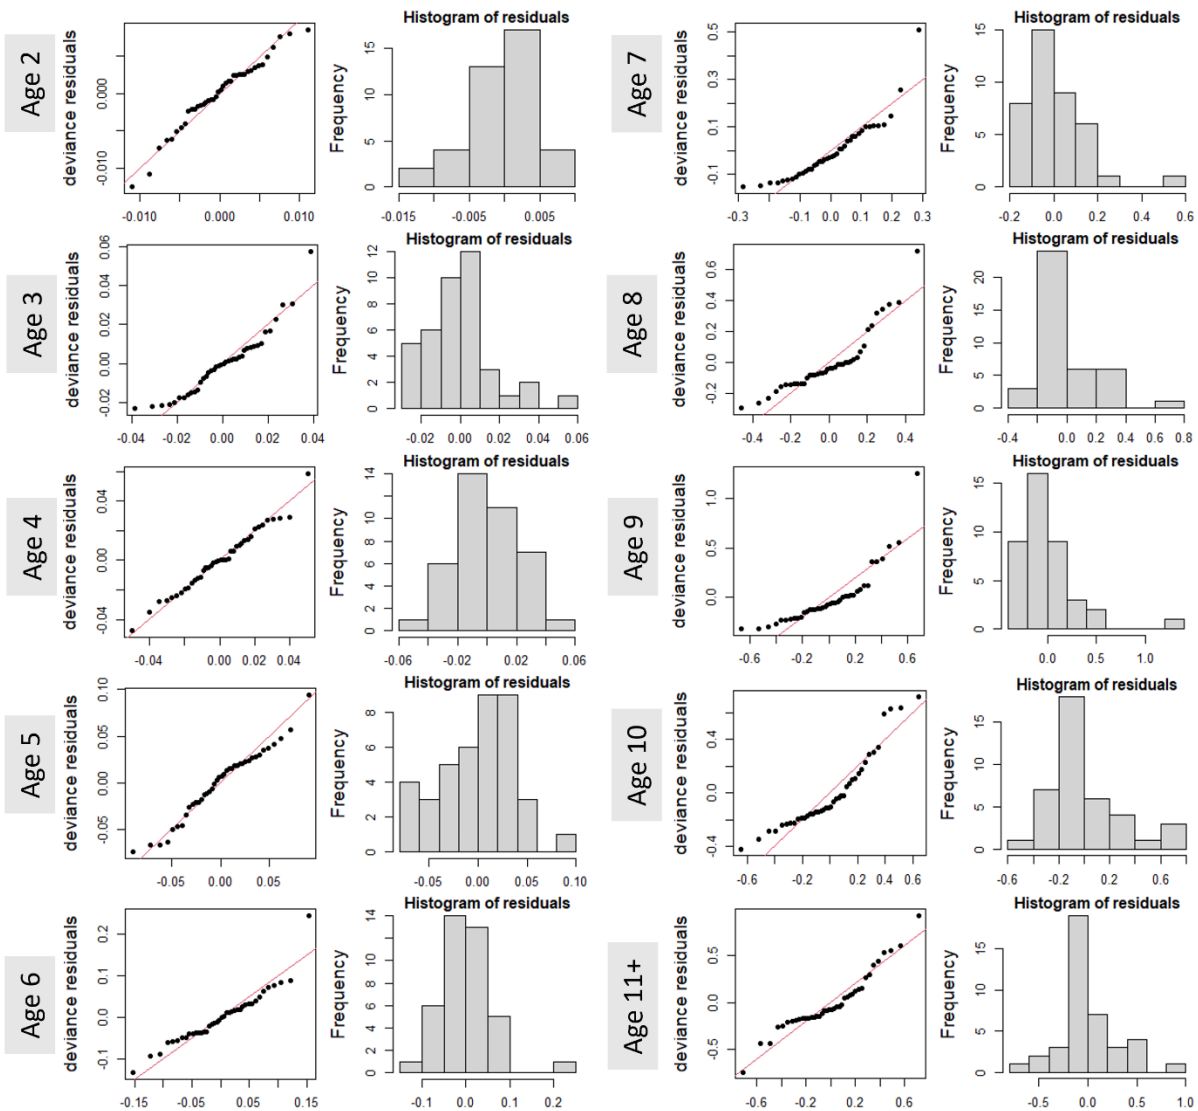 Age 2
deviance residuals
0.000
-0.010
-0.010 0.000 0.010
Histogram of residuals
Frequency
15
10
5
0
-0.015 -0.005 0.005
Age 7
deviance residuals
0.5
0.3
0.1
-0.1
-0.3 -0.1 0.0 0.1 0.2 0.3
Histogram of residuals
Frequency
15
10
5
0
-0.2 0.0 0.2 0.4 0.6
Age 3
deviance residuals
0.06
0.04
0.02
0.00
-0.02
-0.04 -0.02 0.00 0.02 0.04
Histogram of residuals
Frequency
12
10
8
6
4
2
0
-0.02 0.00 0.02 0.04 0.06
Age 8
deviance residuals
0.6
0.4
0.2
0.0
-0.2
-0.4 -0.2 0.0 0.2 0.4
Histogram of residuals
Frequency
20
15
10
5
0
-0.4 0.0 0.4 0.8
Age 4
deviance residuals
0.04
0.00
-0.04
-0.04 0.00 0.02 0.04
Histogram of residuals
Frequency
14
10
8
6
4
2
0
-0.06 -0.02 0.02 0.06
Age 9
deviance residuals
1.0
0.5
0.0
-0.6 -0.2 0.2 0.6
Histogram of residuals
Frequency
15
10
5
0
0.0 0.5 1.0
Age 5
deviance residuals
0.10
0.05
0.00
-0.05
-0.05 0.00 0.05
Histogram of residuals
Frequency
8
6
4
2
0
-0.05 0.00 0.05 0.10
Age 10
deviance residuals
0.4
0.0
-0.4
-0.6 -0.2 0.2 0.4 0.6
Histogram of residuals
Frequency
15
10
5
0
-0.6 -0.2 0.2 0.6
Age 6
deviance residuals
0.2
0.1
0.0
-0.1
-0.15 -0.05 0.05 0.15
Histogram of residuals
Frequency
14
10
8
6
4
2
0
-0.1 0.0 0.1 0.2
Age 11+
deviance residuals
0.5
0.0
-0.5
-0.6 -0.2 0.2 0.6
Histogram of residuals
Frequency
15
10
5
0
-0.5 0.0 0.5 1.0